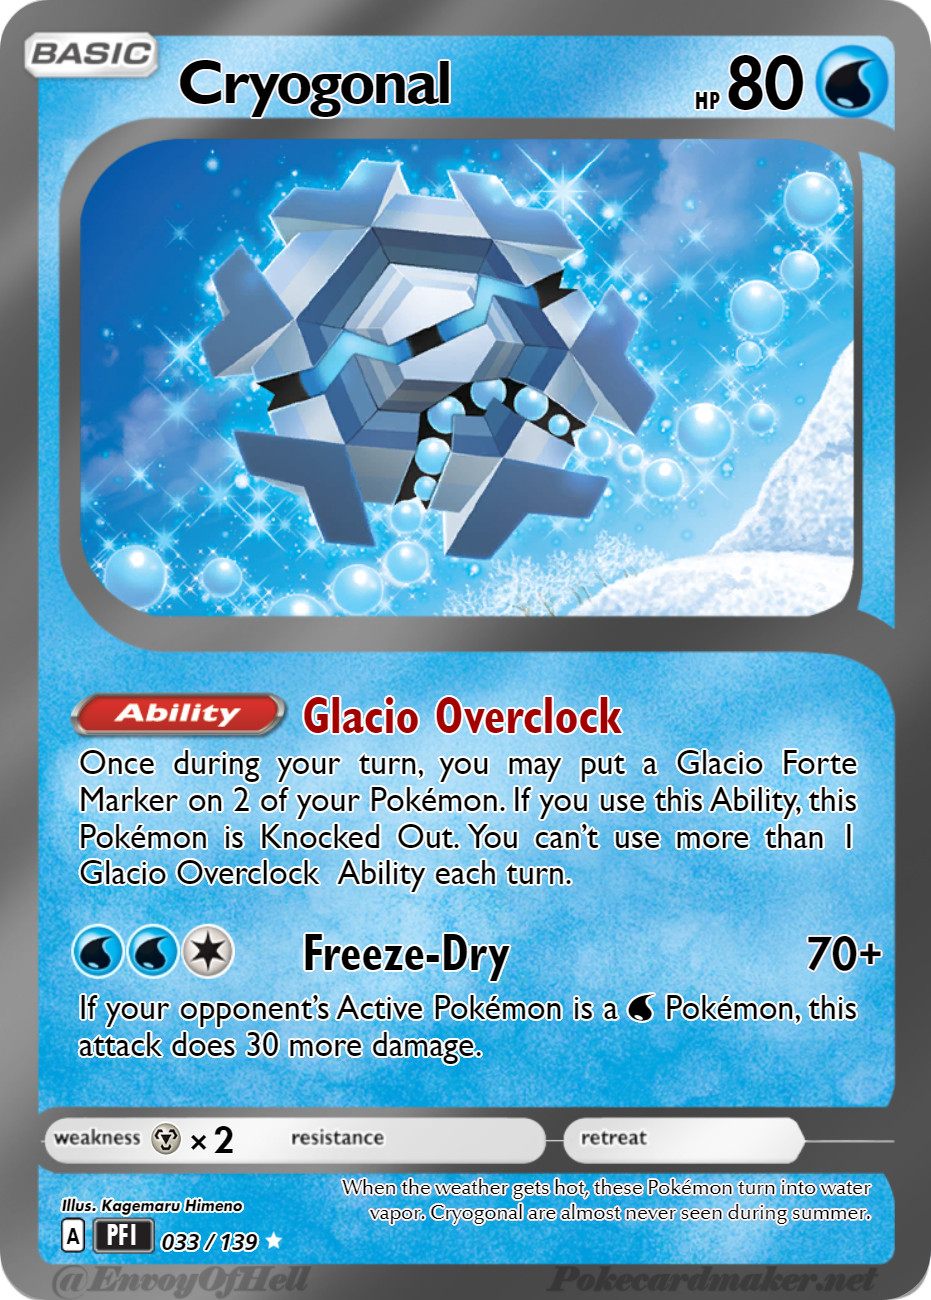 BASIC
Cryogonal
HP 80
Ability Glacio Overclock
Once during your turn, you may put a Glacio Forte
Marker on 2 of your Pokémon. If you use this Ability, this
Pokémon is Knocked Out. You can't use more than 1
Glacio Overclock Ability each turn.
Freeze-Dry 70+
If your opponent's Active Pokémon is a Pokémon, this
attack does 30 more damage.
weakness × 2 resistance retreat
When the weather gets hot, these Pokémon turn into water
vapor. Cryogonal are almost never seen during summer.
Illus. Kagemaru Himeno
A PFI 033 / 139
@EnvoyOfHell Pokecardmaker.net